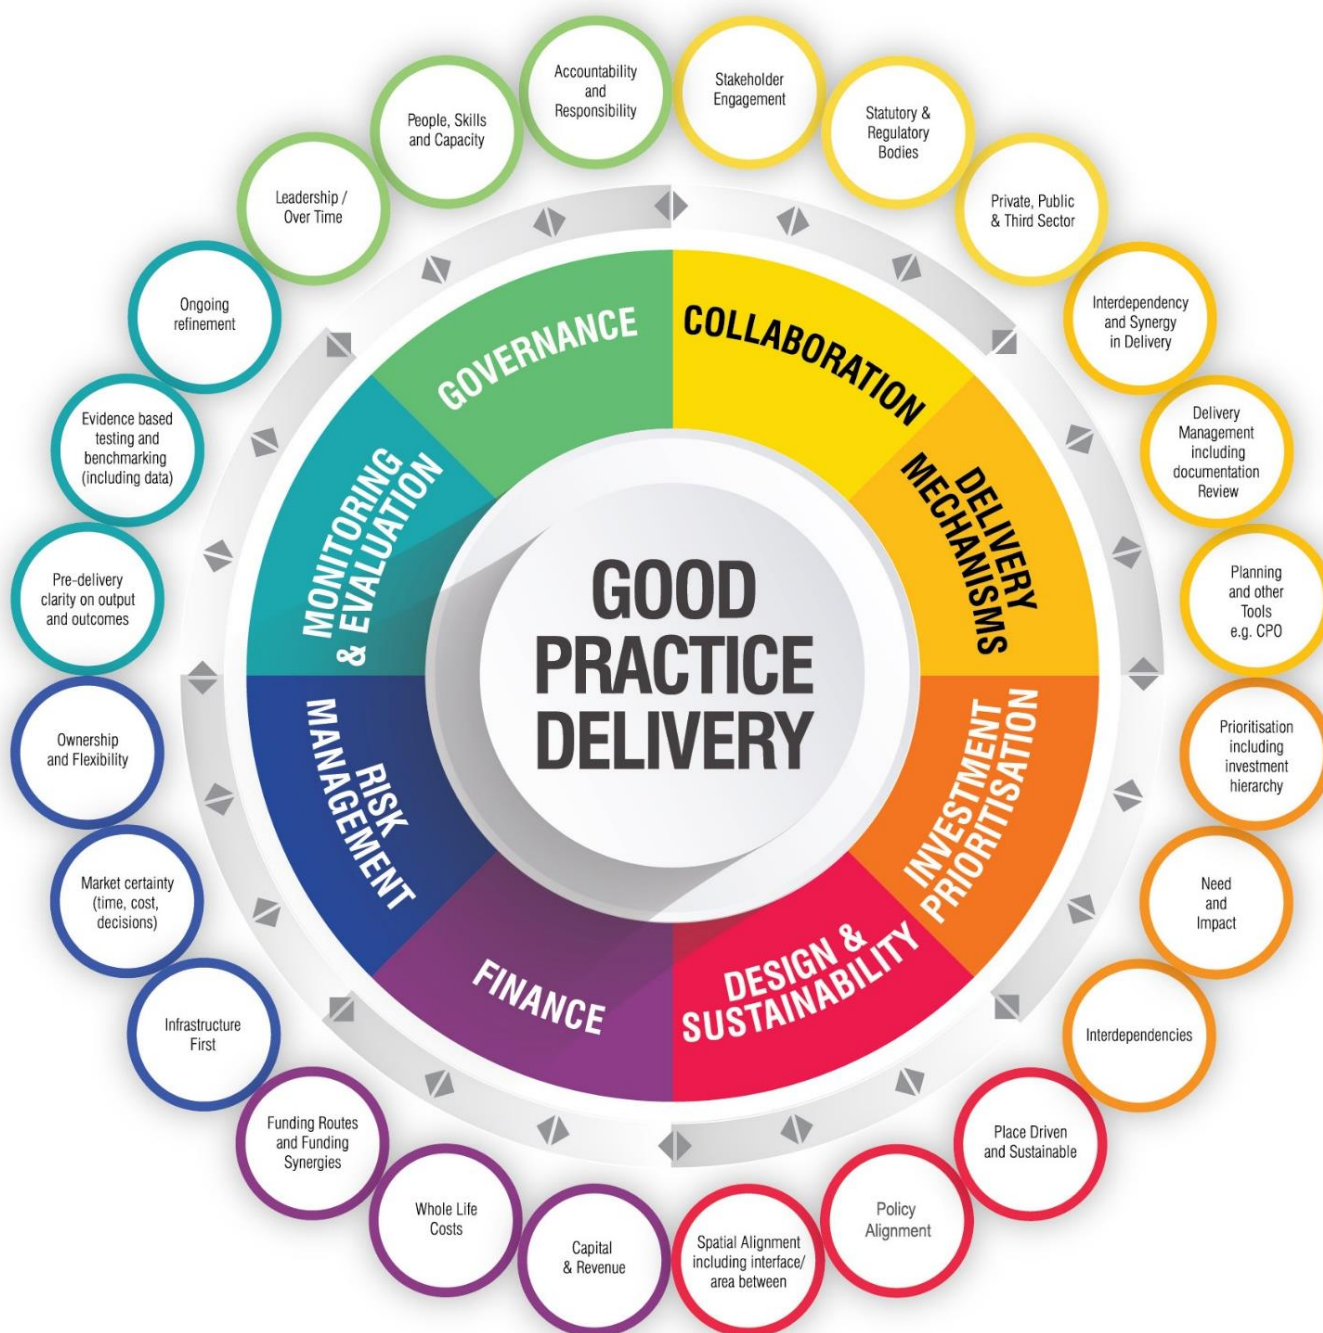 GOOD
PRACTICE
DELIVERY
COLLABORATION
DELIVERY
MECHANISMS
INVESTMENT
PRIORITISATION
DESIGN &
SUSTAINABILITY
FINANCE
RISK
MANAGEMENT
MONITORING
& EVALUATION
GOVERNANCE
Stakeholder
Engagement
Statutory &
Regulatory
Bodies
Private, Public
& Third Sector
Interdependency
and Synergy
in Delivery
Delivery
Management
including
documentation
Review
Planning
and other
Tools
e.g. CPO
Prioritisation
including
investment
hierarchy
Need
and
Impact
Interdependencies
Place Driven
and Sustainable
Policy
Alignment
Spatial Alignment
including interface/
area between
Capital
& Revenue
Whole Life
Costs
Funding Routes
and Funding
Synergies
Infrastructure
First
Market certainty
(time, cost,
decisions)
Ownership
and Flexibility
Pre-delivery
clarity on output
and outcomes
Evidence based
testing and
benchmarking
(including data)
Ongoing
refinement
Leadership /
Over Time
People, Skills
and Capacity
Accountability
and
Responsibility